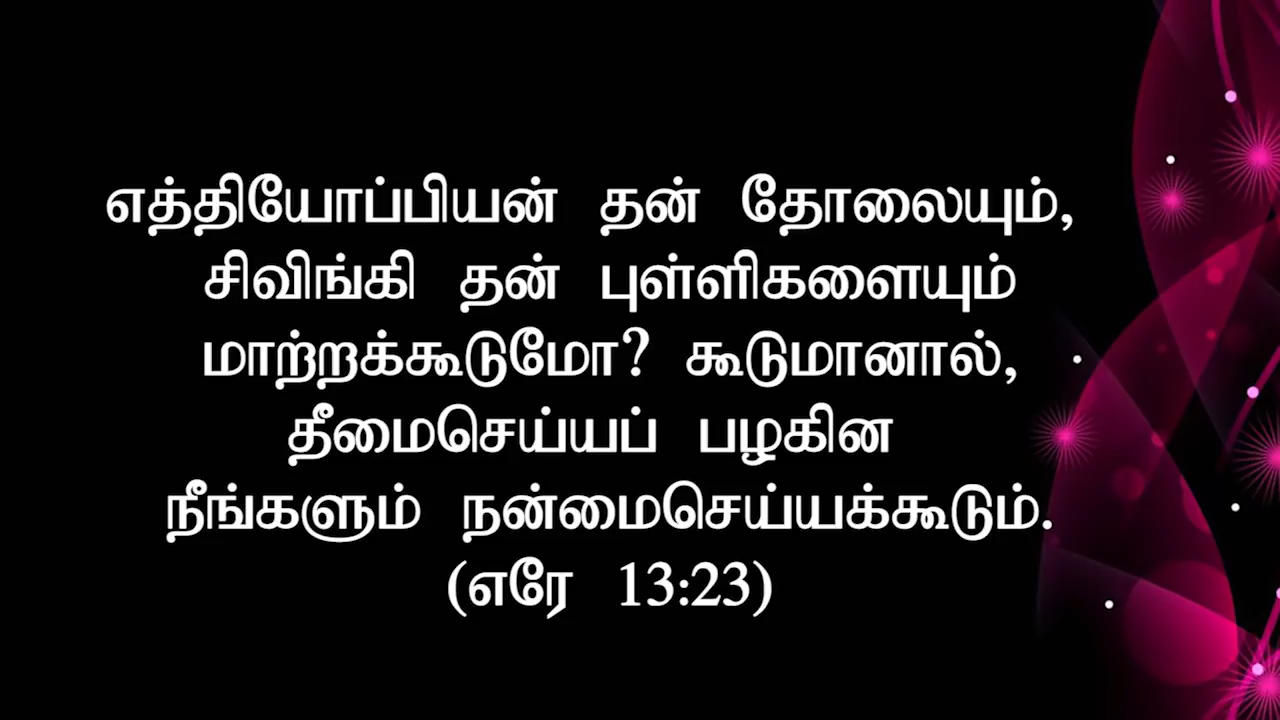 எத்தியோப்பியன் தன் தோலையும்,
சிவிங்கி தன் புள்ளிகளையும்
மாற்றக்கூடுமோ? கூடுமானால்,
தீமைசெய்யப் பழகின
நீங்களும் நன்மைசெய்யக்கூடும்.
(எரே 13:23)